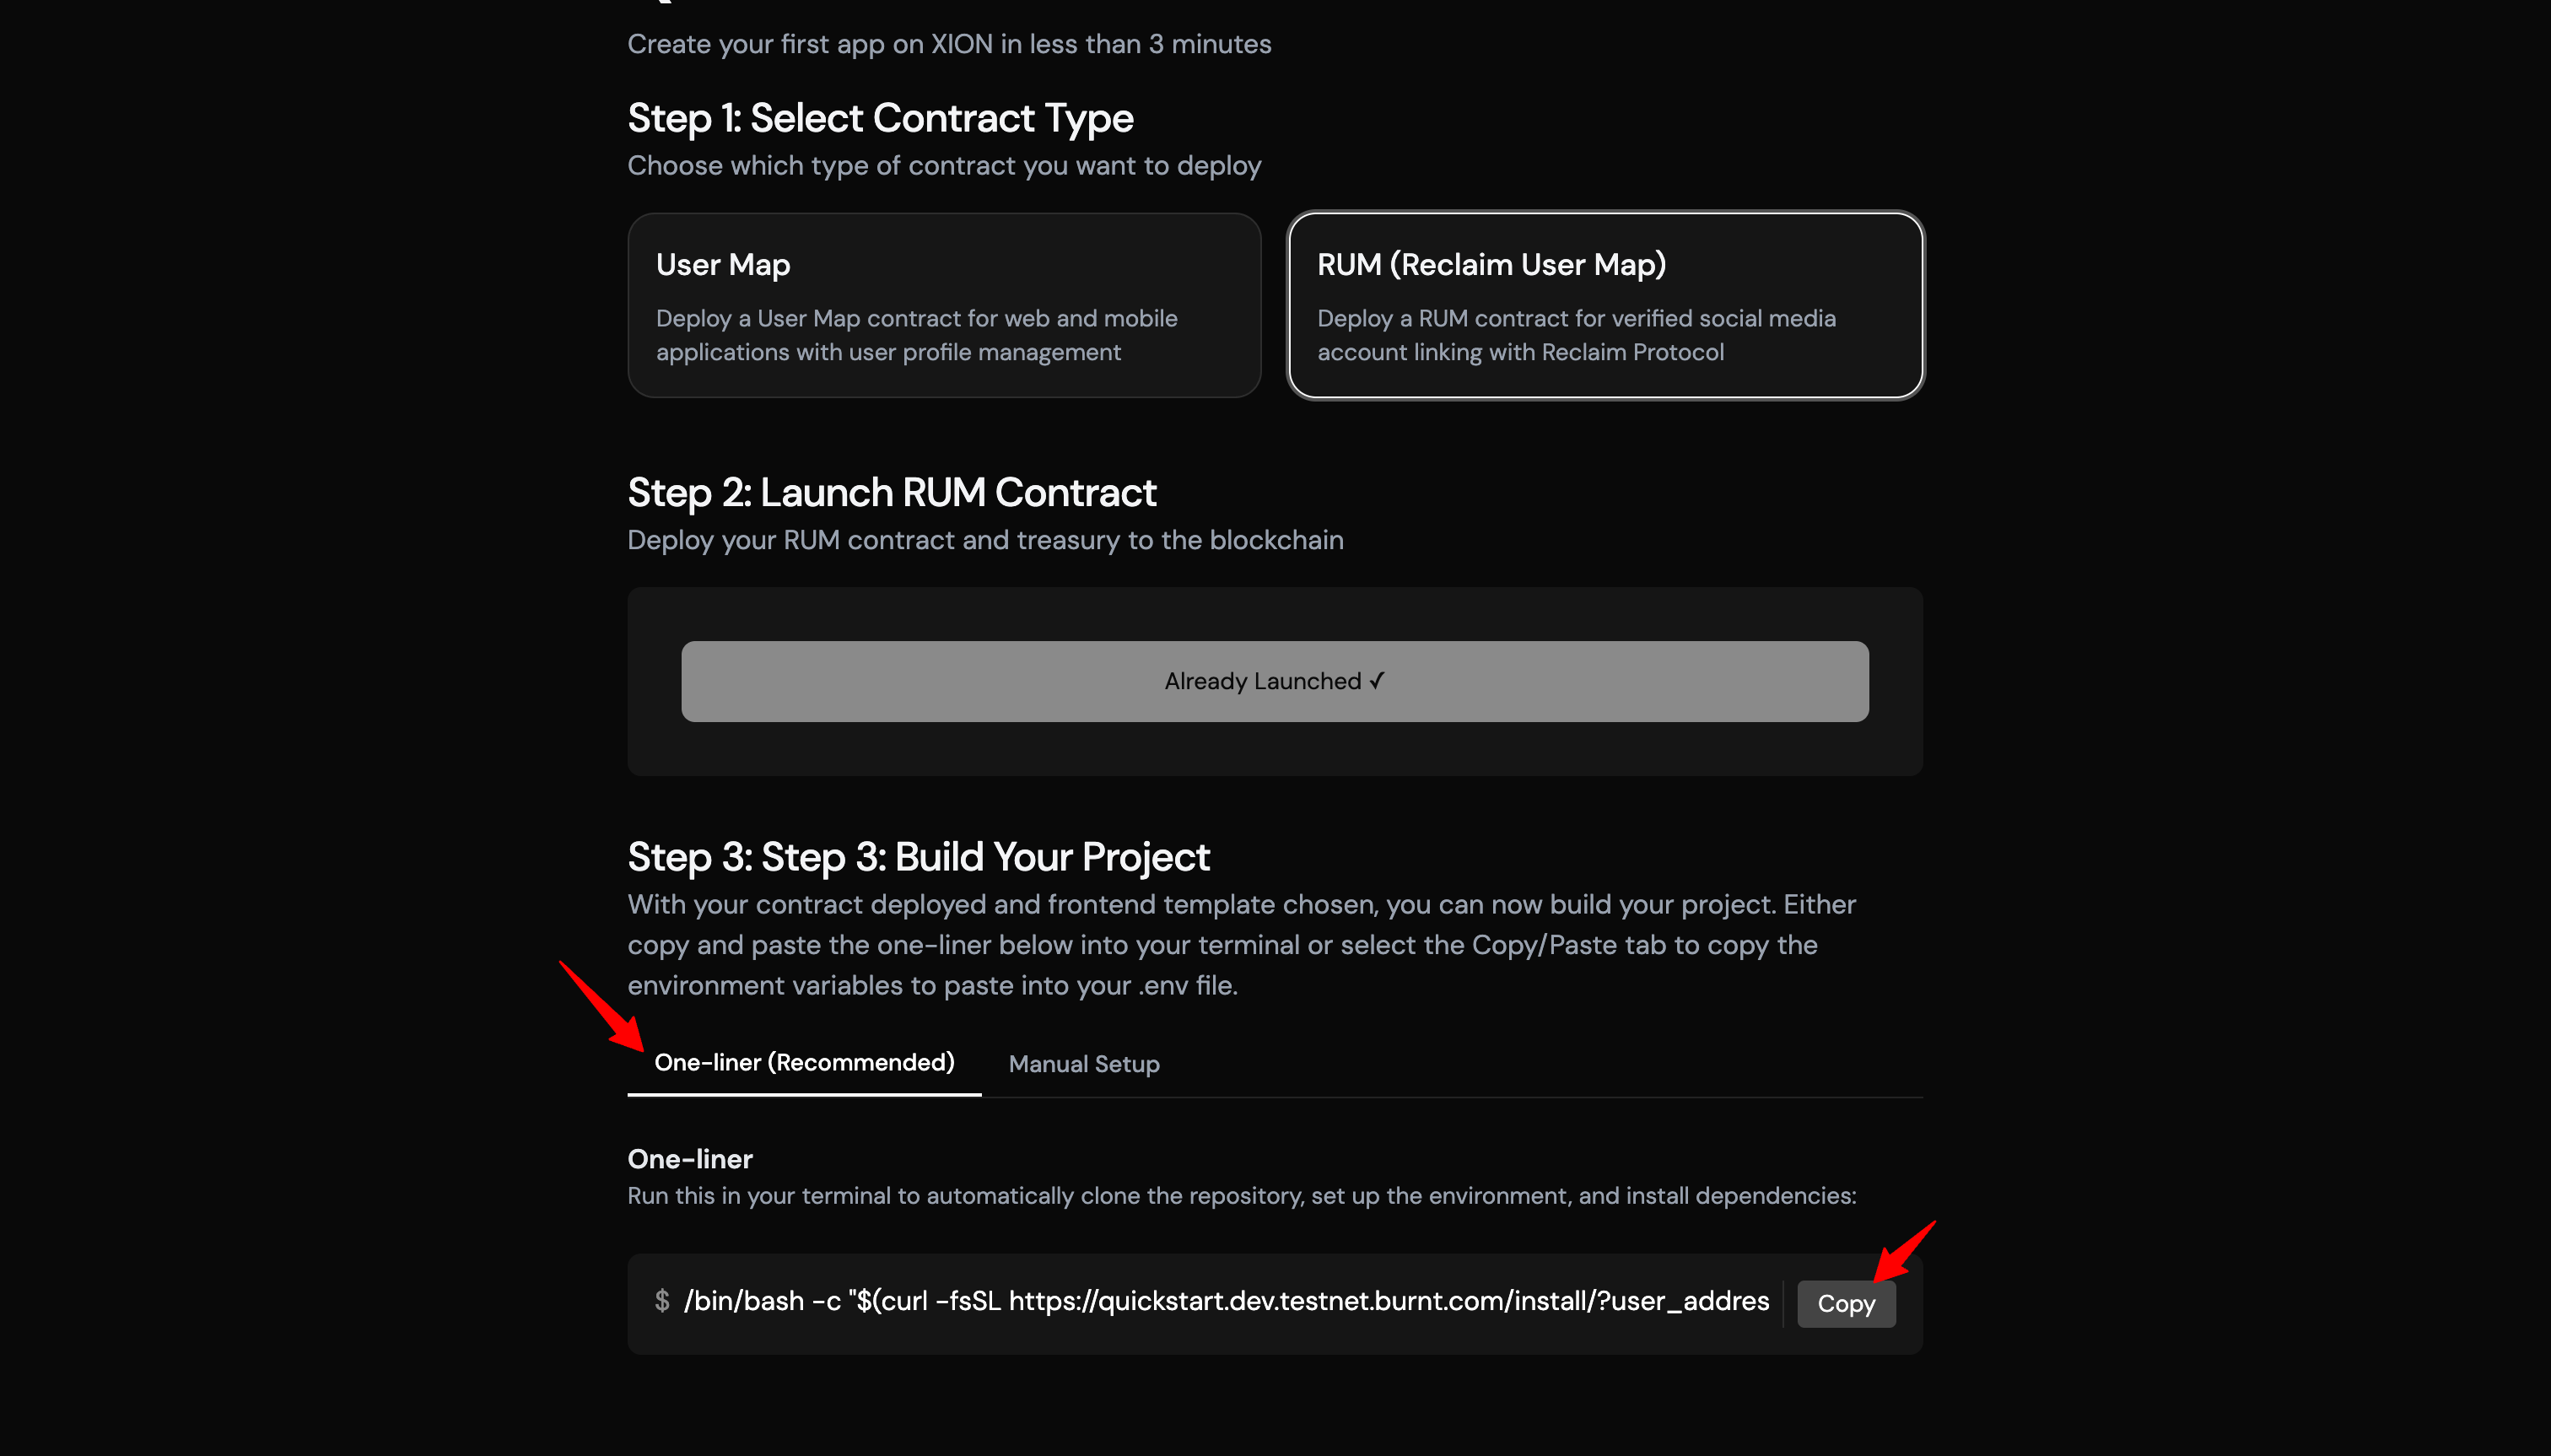 Create your first app on XION in less than 3 minutes
Step 1: Select Contract Type
Choose which type of contract you want to deploy
User Map
Deploy a User Map contract for web and mobile
applications with user profile management
RUM (Reclaim User Map)
Deploy a RUM contract for verified social media
account linking with Reclaim Protocol
Step 2: Launch RUM Contract
Deploy your RUM contract and treasury to the blockchain
Already Launched ✓
Step 3: Step 3: Build Your Project
With your contract deployed and frontend template chosen, you can now build your project. Either
copy and paste the one-liner below into your terminal or select the Copy/Paste tab to copy the
environment variables to paste into your .env file.
One-liner (Recommended)
Manual Setup
One-liner
Run this in your terminal to automatically clone the repository, set up the environment, and install dependencies:
$ /bin/bash -c "$(curl -fsSL https://quickstart.dev.testnet.burnt.com/install/?user_addres
Copy